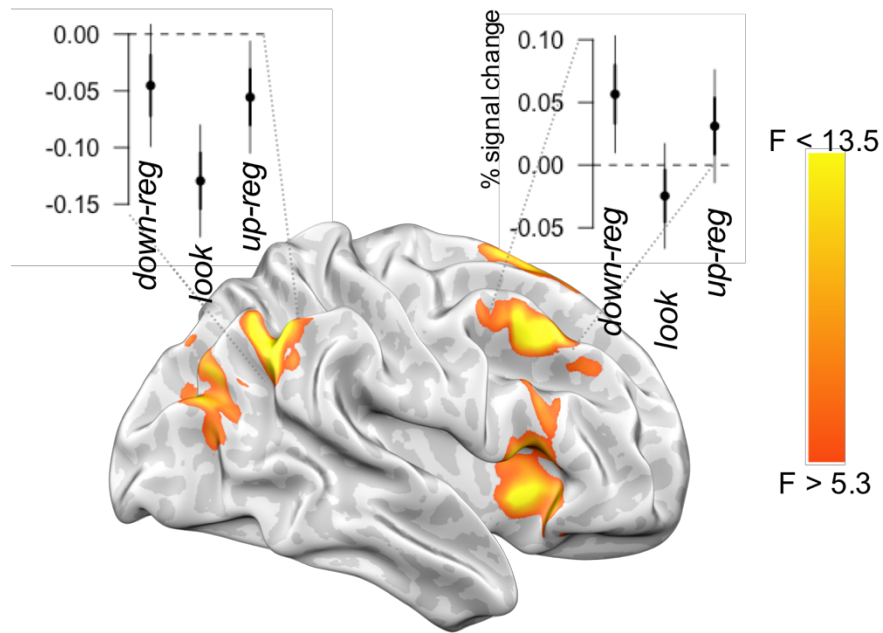 0.00
-0.05
-0.10
-0.15
down-reg
look
up-reg
% signal change
0.10
0.05
0.00
-0.05
down-reg
look
up-reg
F < 13.5
F > 5.3